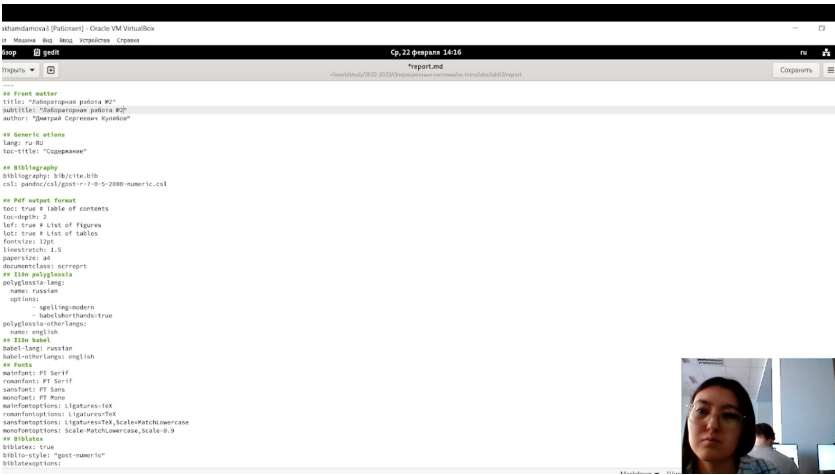 akhamdamova3 [Работает] - Oracle VM VirtualBox
Машина Вид Ввод Устройства Справка
gedit
Ср, 22 февраля 14:16
ru
Открыть
*report.md
Сохранить
---
## Front matter
title: "Лабораторная работа №2"
subtitle: "Лабораторная работа №2"
author: "Дмитрий Сергеевич Кулябов"
## Generic otions
lang: ru-RU
toc-title: "Содержание"
## Bibliography
bibliography: bib/cite.bib
csl: pandoc/csl/gost-r-7-0-5-2008-numeric.csl
## Pdf output format
toc: true # Table of contents
toc-depth: 2
lof: true # List of figures
lot: true # List of tables
fontsize: 12pt
linestretch: 1.5
papersize: a4
documentclass: scrreprt
## I18n polyglossia
polyglossia-lang:
name: russian
options:
- spelling=modern
- babelshorthands=true
polyglossia-otherlangs:
name: english
## I18n babel
babel-lang: russian
babel-otherlangs: english
## Fonts
mainfont: PT Serif
romanfont: PT Serif
sansfont: PT Sans
monofont: PT Mono
mainfontoptions: Ligatures=TeX
romanfontoptions: Ligatures=TeX
sansfontoptions: Ligatures=TeX,Scale=MatchLowercase
monofontoptions: Scale=MatchLowercase,Scale=0.9
## Biblatex
biblatex: true
biblio-style: "gost-numeric"
biblatexoptions: